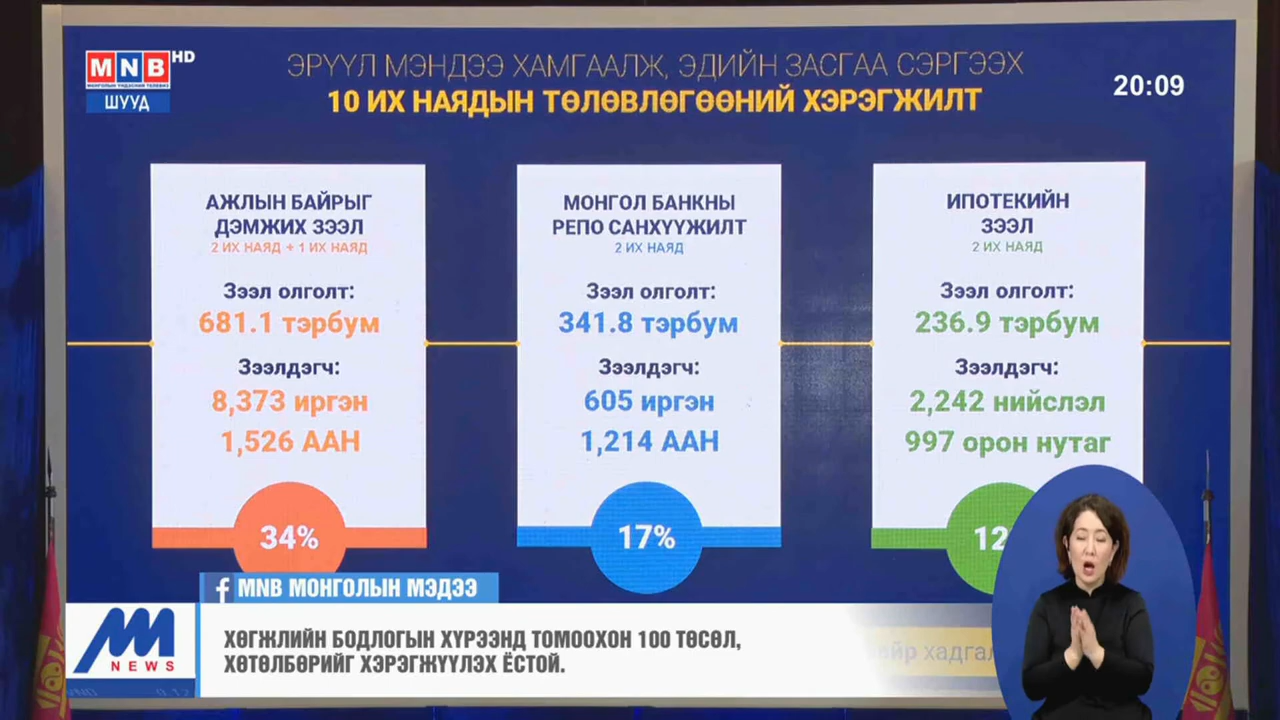 MNB HD
МОНГОЛЫН ҮНДЭСНИЙ ТЕЛЕВИЗ
ШУУД
ЭРҮҮЛ МЭНДЭЭ ХАМГААЛЖ, ЭДИЙН ЗАСГАА СЭРГЭЭХ
10 ИХ НАЯДЫН ТӨЛӨВЛӨГӨӨНИЙ ХЭРЭГЖИЛТ
20:09
АЖЛЫН БАЙРЫГ
ДЭМЖИХ ЗЭЭЛ
2 ИХ НАЯД + 1 ИХ НАЯД
Зээл олголт:
681.1 тэрбум
Зээлдэгч:
8,373 иргэн
1,526 ААН
34%
МОНГОЛ БАНКНЫ
РЕПО САНХҮҮЖИЛТ
2 ИХ НАЯД
Зээл олголт:
341.8 тэрбум
Зээлдэгч:
605 иргэн
1,214 ААН
17%
ИПОТЕКИЙН
ЗЭЭЛ
2 ИХ НАЯД
Зээл олголт:
236.9 тэрбум
Зээлдэгч:
2,242 нийслэл
997 орон нутаг
12
f MNB МОНГОЛЫН МЭДЭЭ
NEWS
ХӨГЖЛИЙН БОДЛОГЫН ХҮРЭЭНД ТОМООХОН 100 ТӨСӨЛ,
ХӨТӨЛБӨРИЙГ ХЭРЭГЖҮҮЛЭХ ЁСТОЙ.